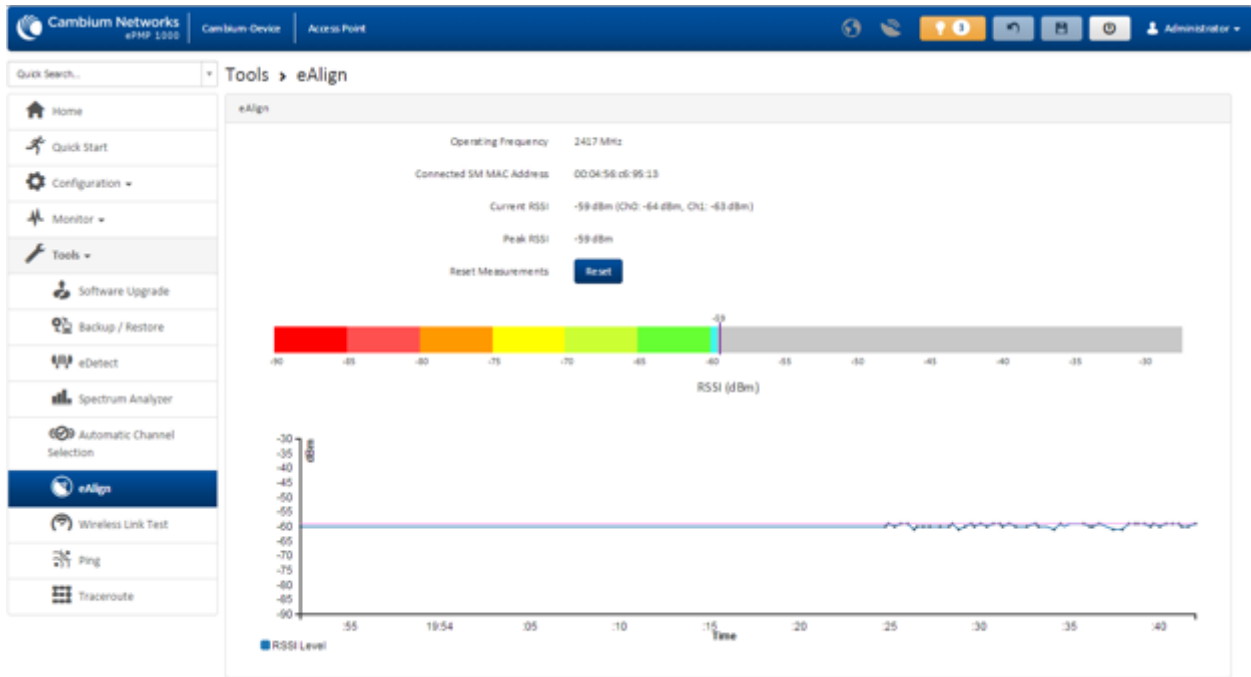 Cambium Networks
ePMP 1000
Cambium-Device
Access Point
3
Administrator
Quick Search...
Tools > eAlign
Home
Quick Start
Configuration
Monitor
Tools
Software Upgrade
Backup / Restore
eDetect
Spectrum Analyzer
Automatic Channel
Selection
eAlign
Wireless Link Test
Ping
Traceroute
eAlign
Operating Frequency 2417 MHz
Connected SM MAC Address 00:04:56:c6:95:13
Current RSSI -59 dBm (Ch0: -64 dBm, Ch1: -63 dBm)
Peak RSSI -59 dBm
Reset Measurements Reset
-59
-90 -85 -80 -75 -70 -65 -60 -55 -50 -45 -40 -35 -30
RSSI (dBm)
dBm
-30
-35
-40
-45
-50
-55
-60
-65
-70
-75
-80
-85
-90
:55 19:54 :05 :10 :15 :20 :25 :30 :35 :40
Time
RSSI Level